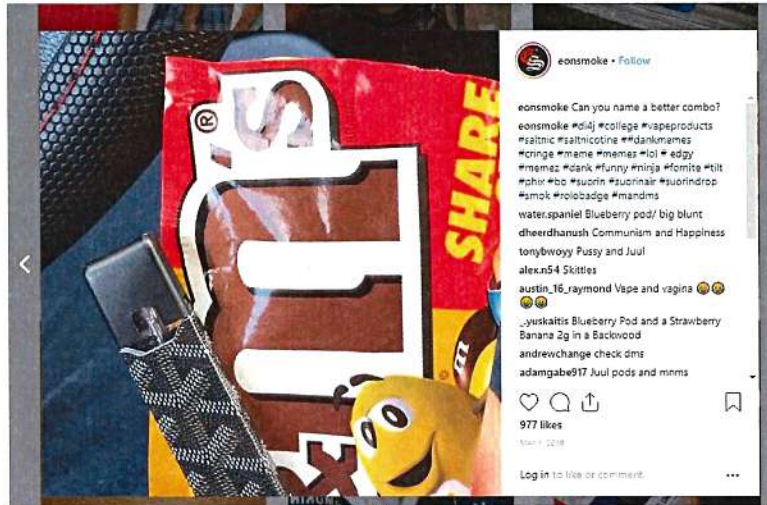 m's
®
SHARE
eonsmoke • Follow
eonsmoke Can you name a better combo?
eonsmoke #di4j #college #vapeproducts
#saltnic #saltnicotine ##dankmemes
#cringe #meme #memes #lol # edgy
#memez #dank #funny #ninja #fornite #tilt
#phix #bo #suorin #suorinair #suorindrop
#smok #rolobadge #mandms
water.spaniel Blueberry pod/ big blunt
dheerdhanush Communism and Happiness
tonybwoyy Pussy and Juul
alex.n54 Skittles
austin_16_raymond Vape and vagina
_.yuskaitis Blueberry Pod and a Strawberry
Banana 2g in a Backwood
andrewchange check dms
adamgabe917 Juul pods and mnms
977 likes
Log in to like or comment.